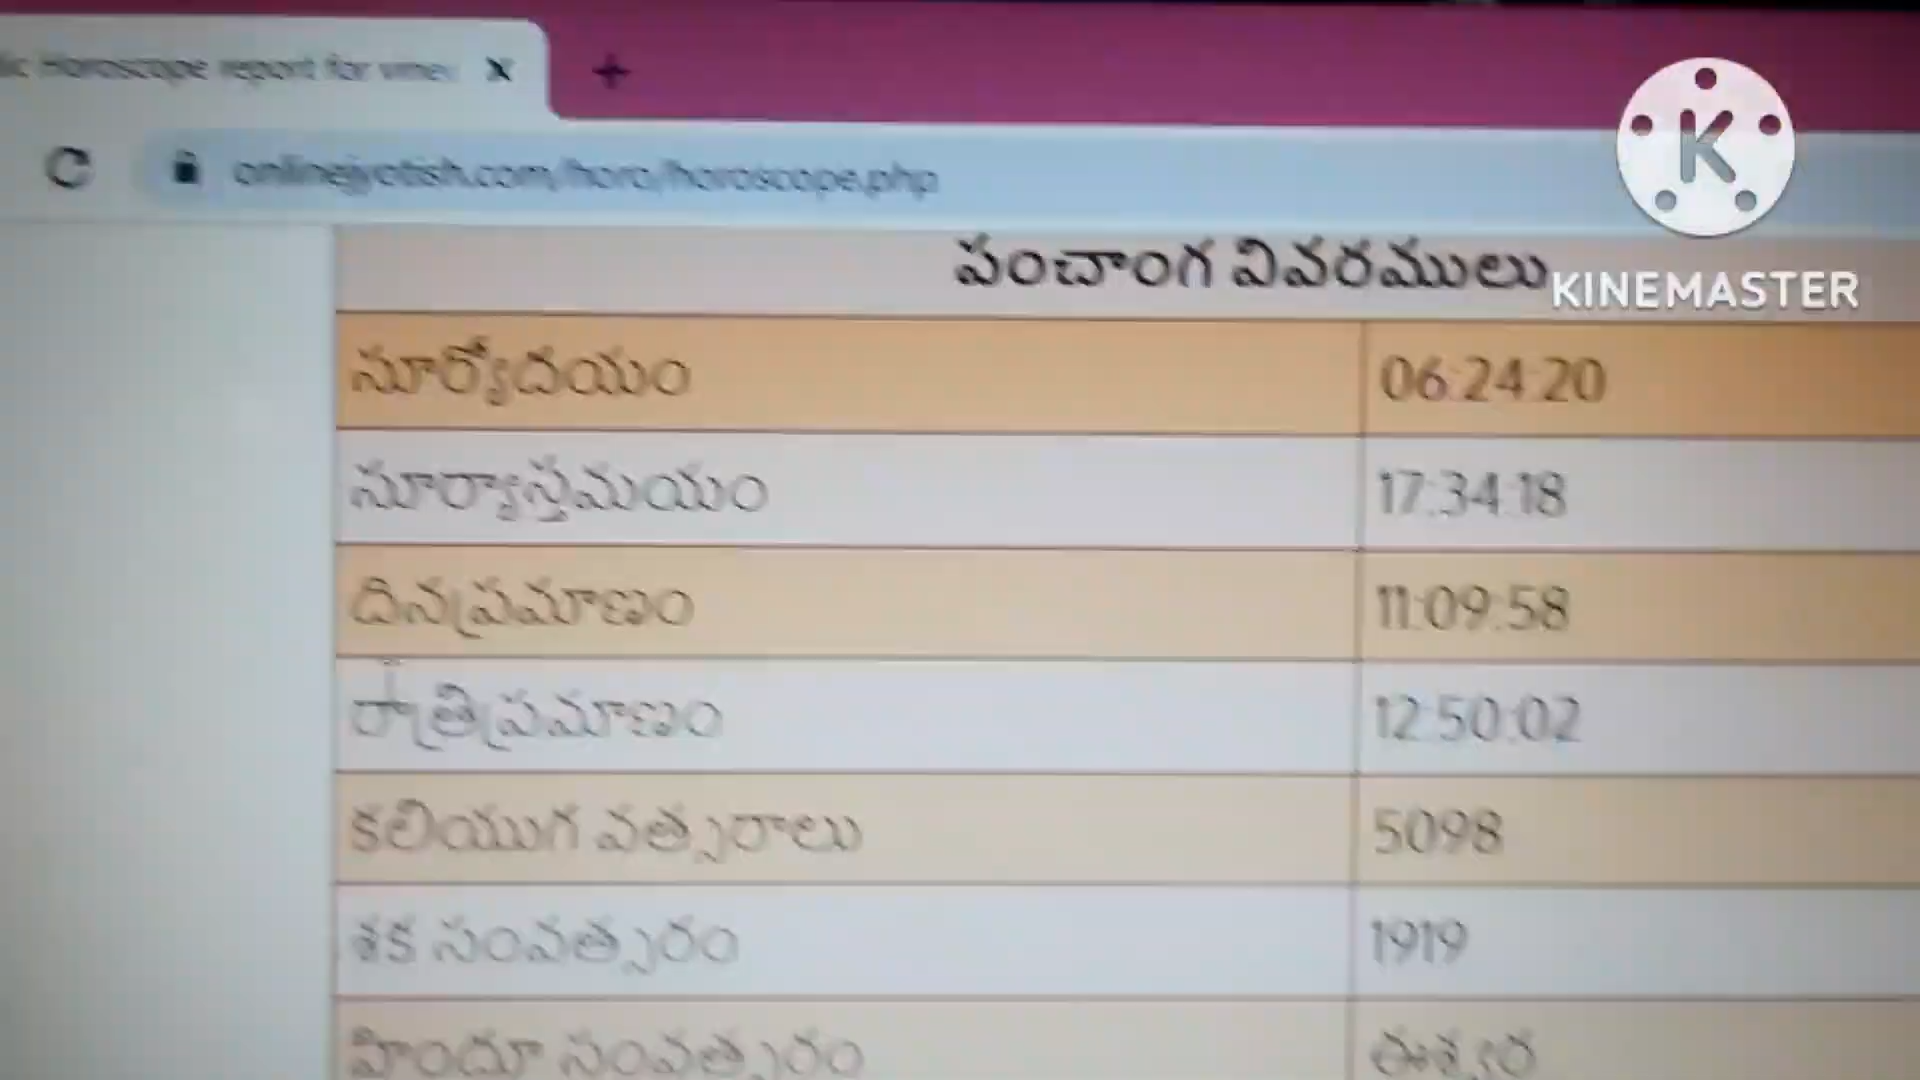 ic Horoscope report for vinee
onlinejyotish.com/horo/horoscope.php
పంచాంగ వివరములు
KINEMASTER
సూర్యోదయం 06:24:20
సూర్యాస్తమయం 17:34:18
దినప్రమాణం 11:09:58
రాత్రిప్రమాణం 12:50:02
కలియుగ వత్సరాలు 5098
శక సంవత్సరం 1919
హిందూ సంవత్సరం ఈశ్వర